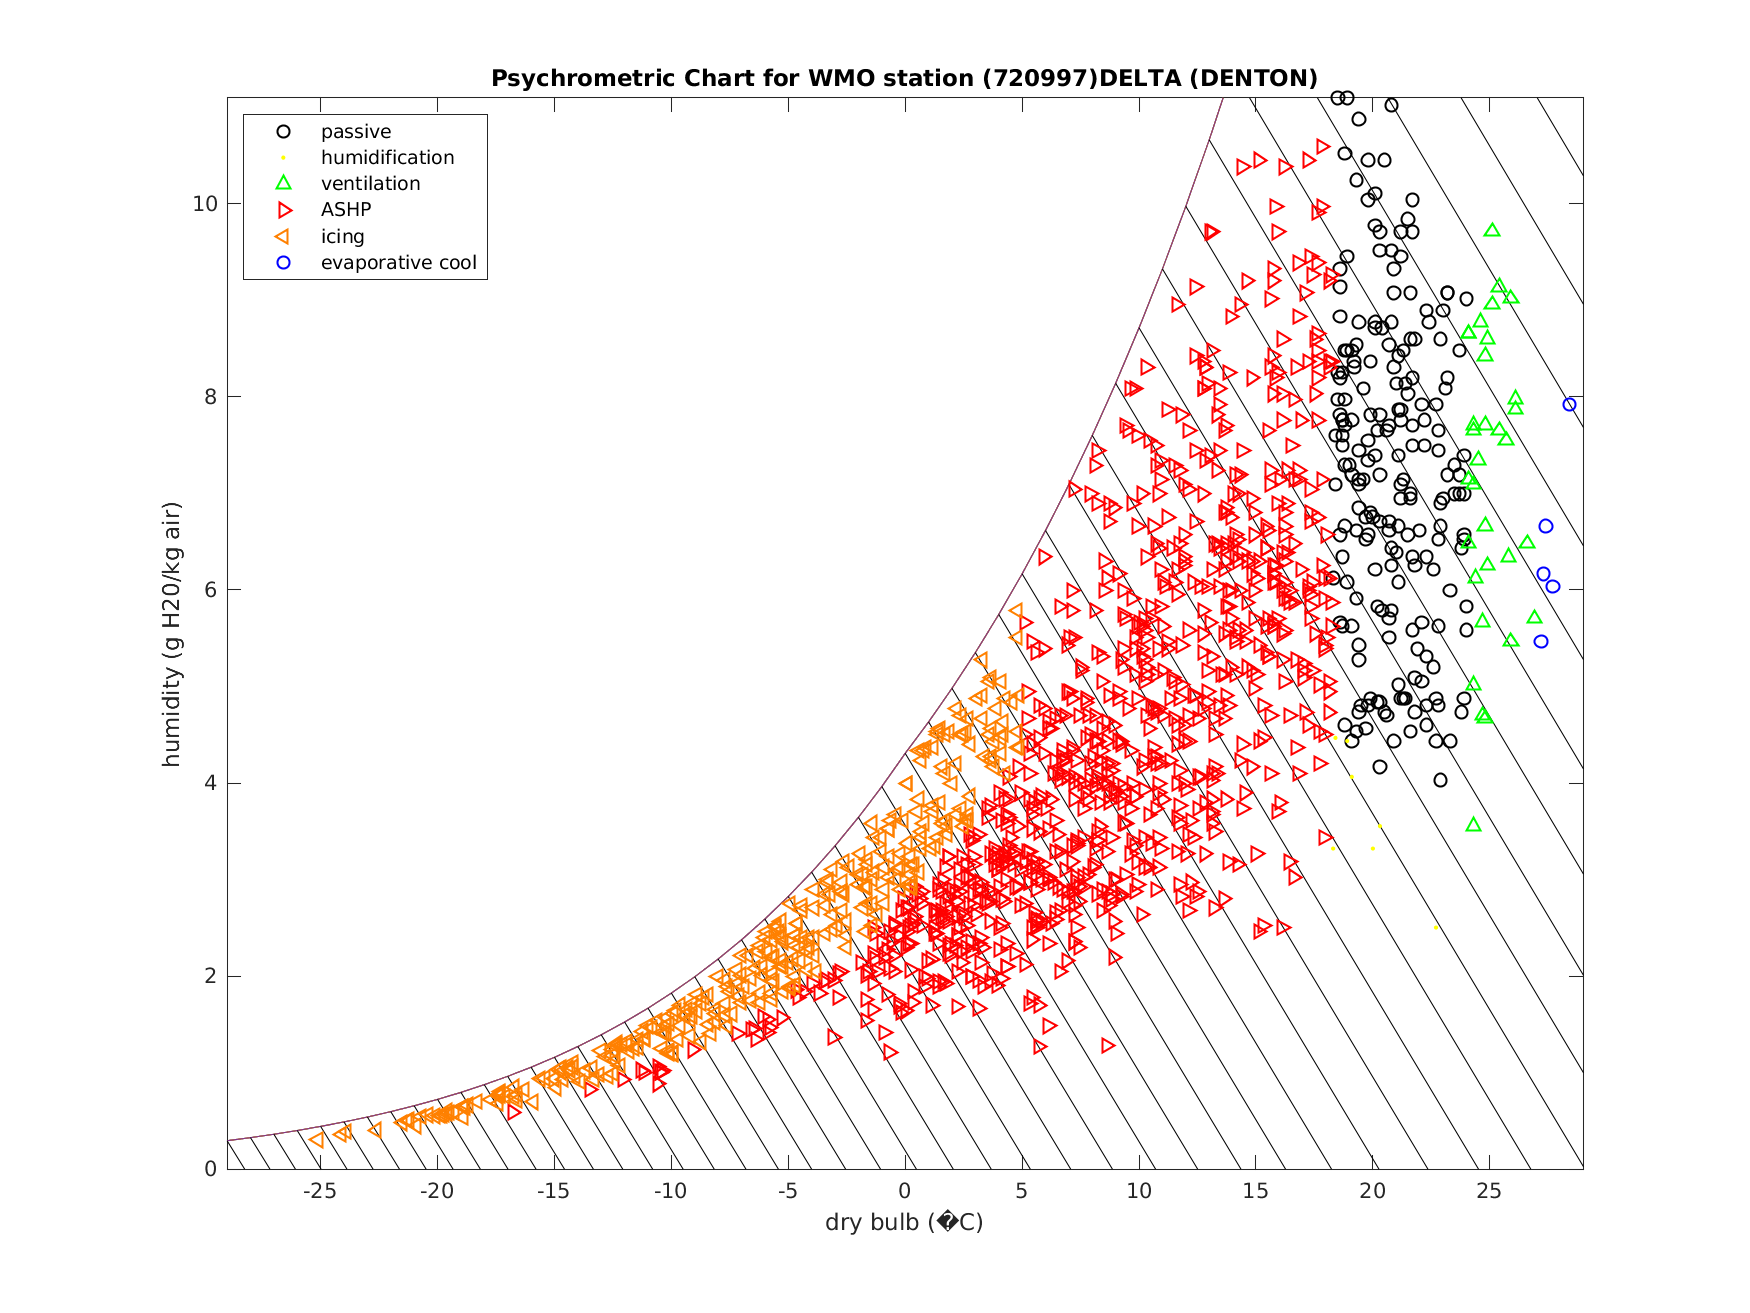 Psychrometric Chart for WMO station (720997)DELTA (DENTON)
passive
humidification
ventilation
ASHP
icing
evaporative cool
humidity (g H20/kg air)
10
8
6
4
2
0
-25 -20 -15 -10 -5 0 5 10 15 20 25
dry bulb (�C)